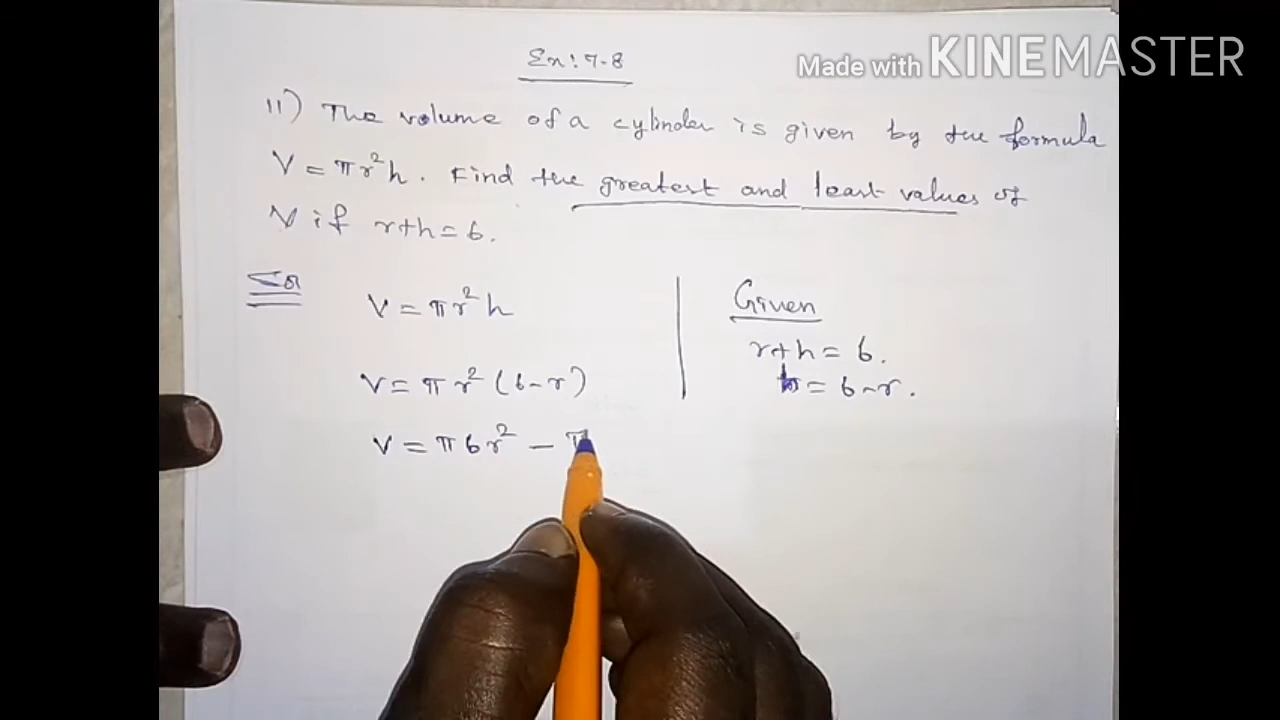 Made with KINEMASTER
Ex: 7.8
11) The volume of a cylinder is given by the formula
V = πr²h. Find the greatest and least values of
V if r+h = 6.
Sol
V = πr²h
V = πr² (6-r)
V = π6r² - π
Given
r+h = 6.
h = 6-r.